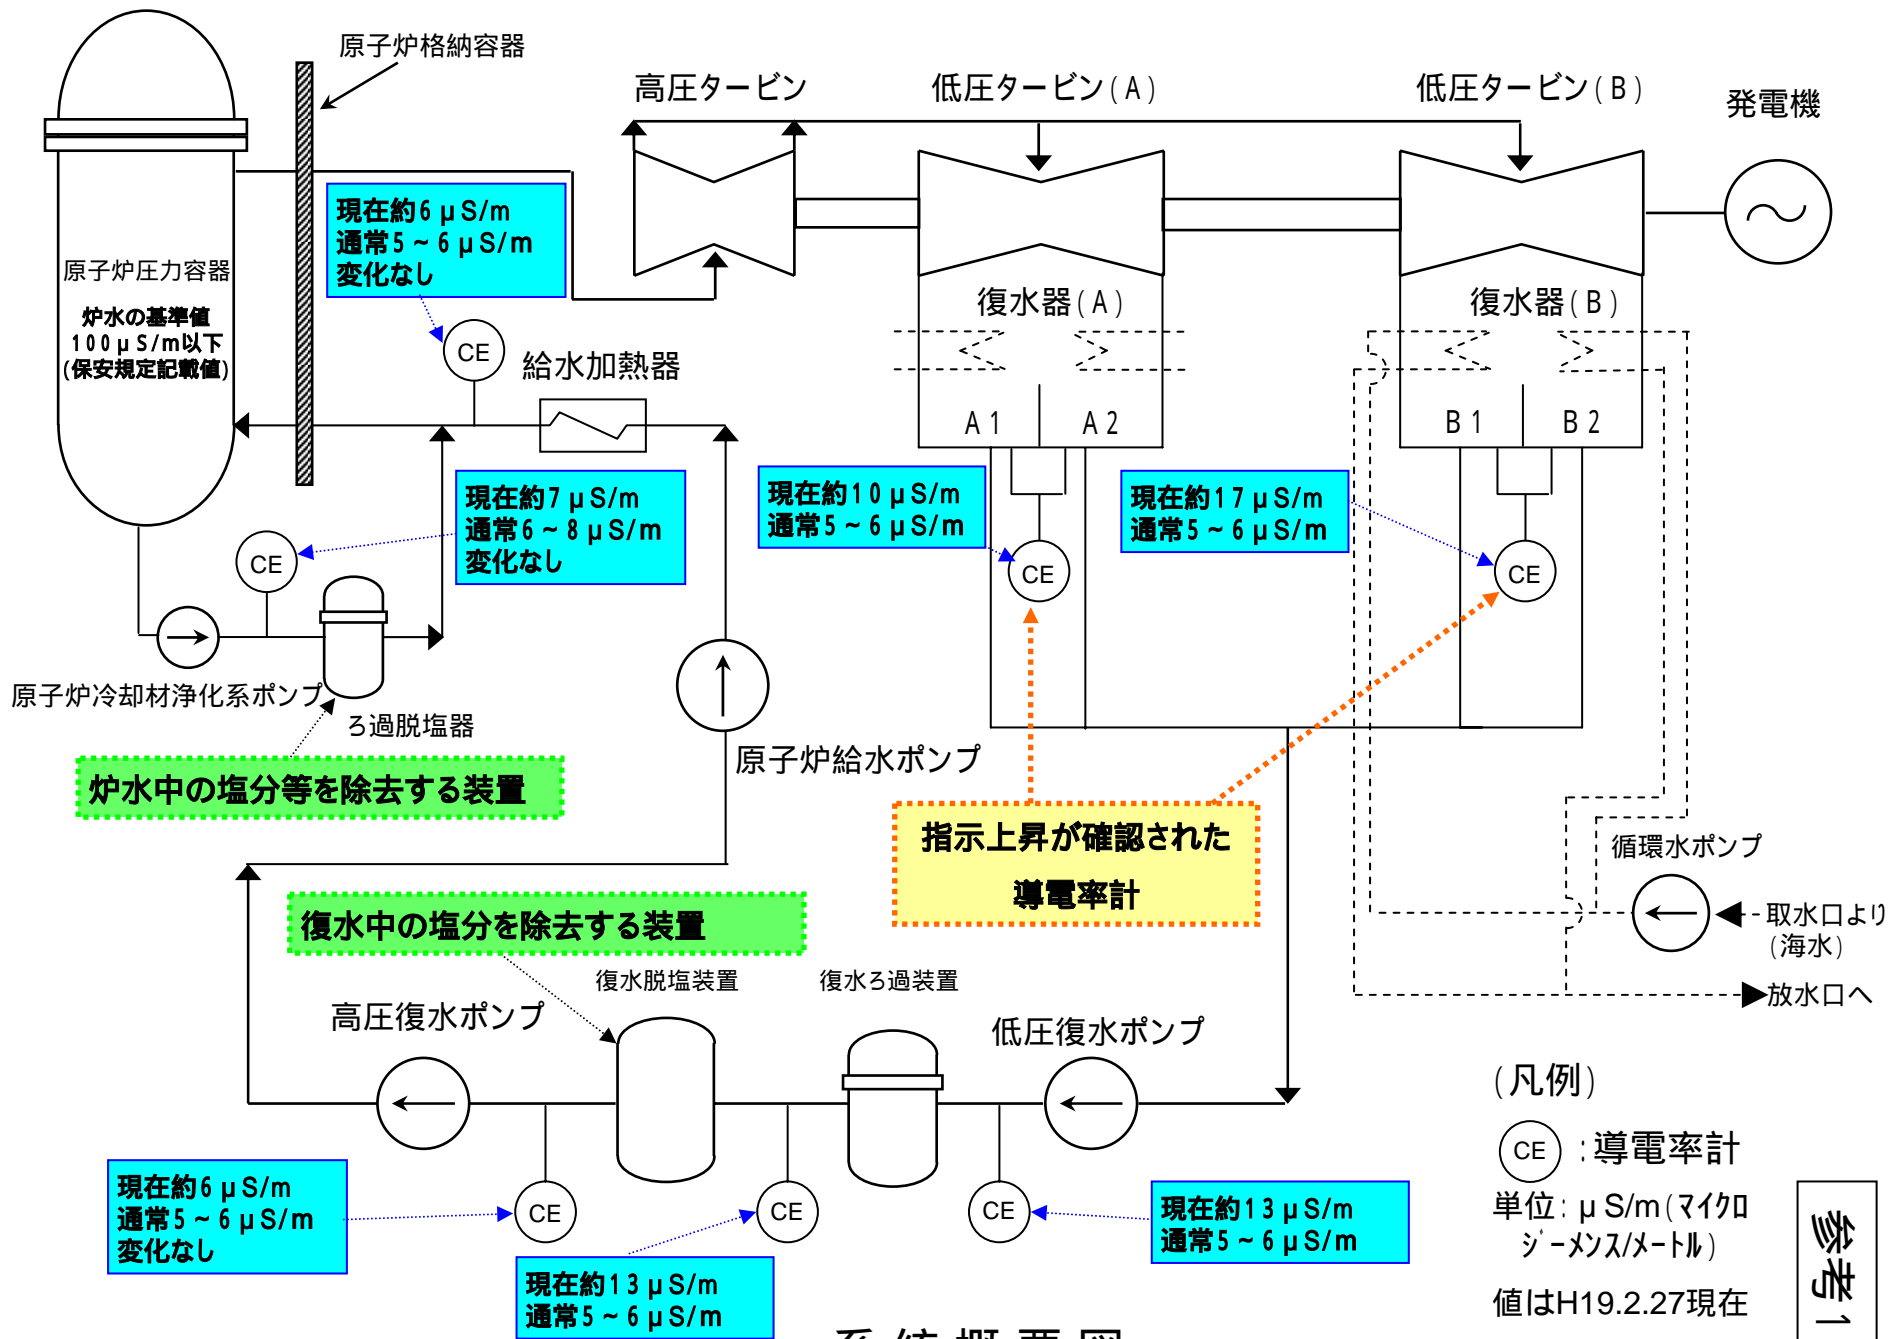 原子炉格納容器
高圧タービン
低圧タービン(A)
低圧タービン(B)
発電機
現在約6μS/m
通常5~6μS/m
変化なし
原子炉圧力容器
炉水の基準値
100μS/m以下
(保安規定記載値)
CE
給水加熱器
復水器(A)
復水器(B)
A1
A2
B1
B2
現在約7μS/m
通常6~8μS/m
変化なし
現在約10μS/m
通常5~6μS/m
現在約17μS/m
通常5~6μS/m
CE
CE
CE
原子炉冷却材浄化系ポンプ
ろ過脱塩器
炉水中の塩分等を除去する装置
原子炉給水ポンプ
指示上昇が確認された
導電率計
循環水ポンプ
取水口より
(海水)
放水口へ
復水中の塩分を除去する装置
復水脱塩装置
復水ろ過装置
高圧復水ポンプ
低圧復水ポンプ
現在約6μS/m
通常5~6μS/m
変化なし
CE
CE
CE
現在約13μS/m
通常5~6μS/m
現在約13μS/m
通常5~6μS/m
(凡例)
CE :導電率計
単位:μS/m(マイクロ
ジーメンス/メートル)
値はH19.2.27現在
参考1
系統概要図